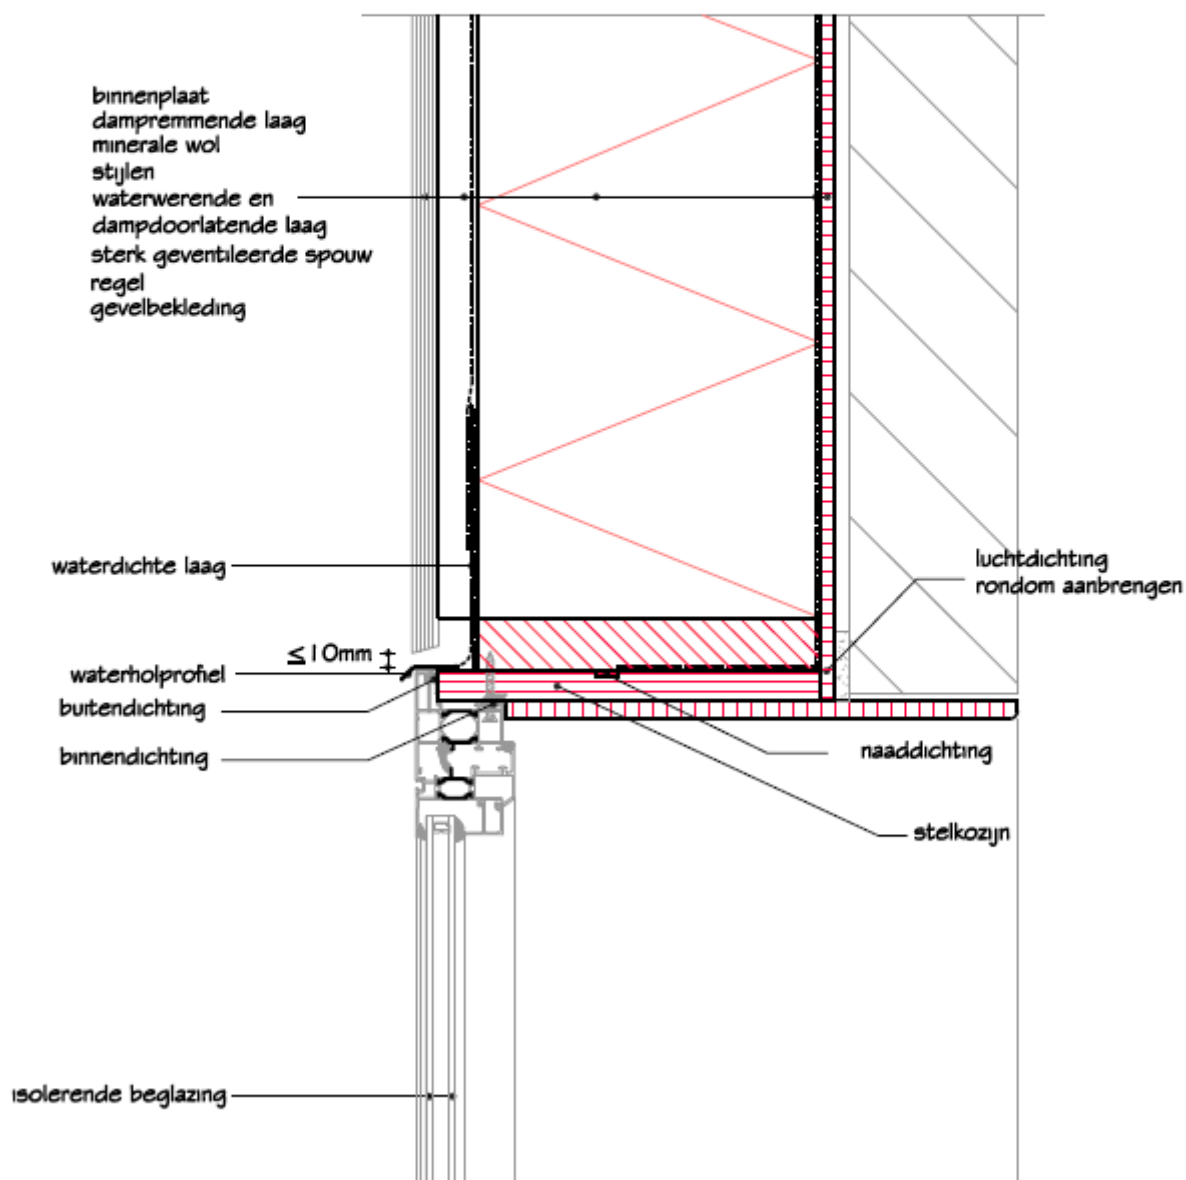 binnenplaat
dampremmende laag
minerale wol
stijlen
waterwerende en
dampdoorlatende laag
sterk geventileerde spouw
regel
gevelbekleding
waterdichte laag
luchtdichting
rondom aanbrengen
≤10mm
waterholprofiel
buitendichting
binnendichting
naaddichting
stelkozijn
isolerende beglazing